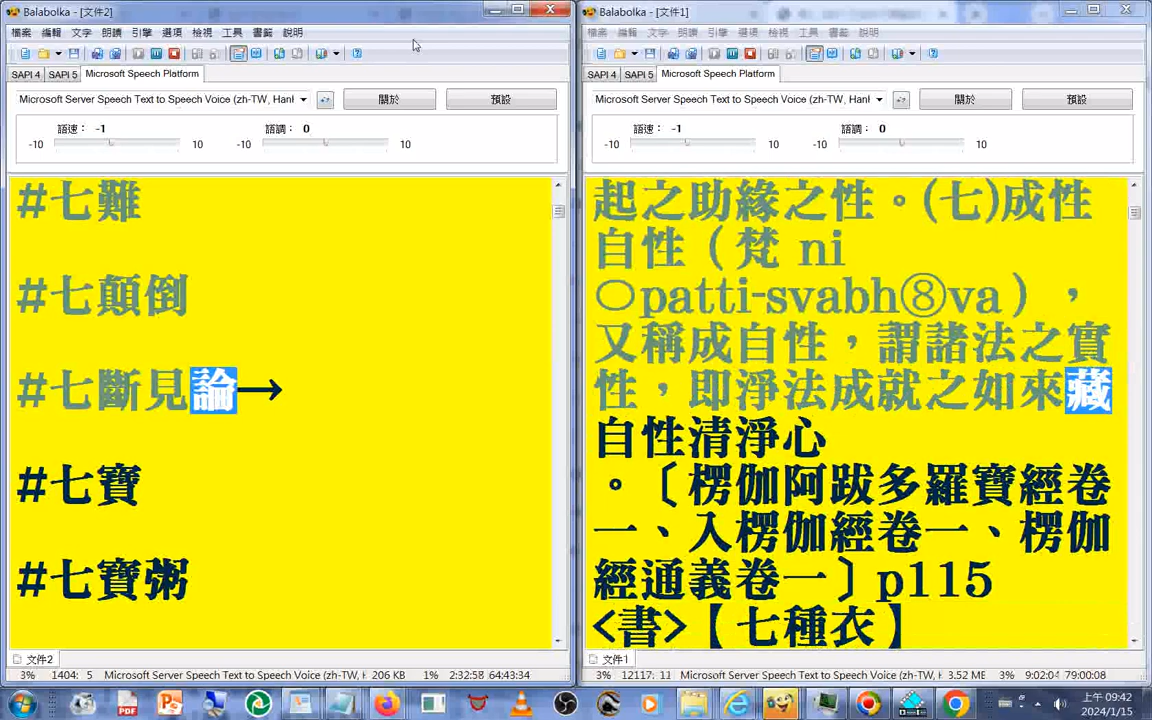 Balabolka - [文件2]
檔案 編輯 文字 朗讀 引擎 選項 檢視 工具 書籤 說明
SAPI 4 SAPI 5 Microsoft Speech Platform
Microsoft Server Speech Text to Speech Voice (zh-TW, Hanl
關於 預設
語速： -1 語調： 0
-10 10 -10 10
#七難
#七顛倒
#七斷見論→
#七寶
#七寶粥
文件2
3% 1404: 5 Microsoft Server Speech Text to Speech Voice 206 KB 1% 2:32:58 64:43:34
Balabolka - [文件1]
檔案 編輯 文字 朗讀 引擎 選項 檢視 工具 書籤 說明
SAPI 4 SAPI 5 Microsoft Speech Platform
Microsoft Server Speech Text to Speech Voice (zh-TW, Hanl
關於 預設
語速： -1 語調： 0
-10 10 -10 10
起之助緣之性。(七)成性
自性（梵 ni
〇patti-svabh⑧va），
又稱成自性，謂諸法之實
性，即淨法成就之如來藏
自性清淨心
。〔楞伽阿跋多羅寶經卷
一、入楞伽經卷一、楞伽
經通義卷一〕p115
<書>【七種衣】
文件1
3% 12117: 11 Microsoft Server Speech Text to Speech Voice 3.52 MB 3% 9:02:04 79:00:08
上午 09:42
2024/1/15